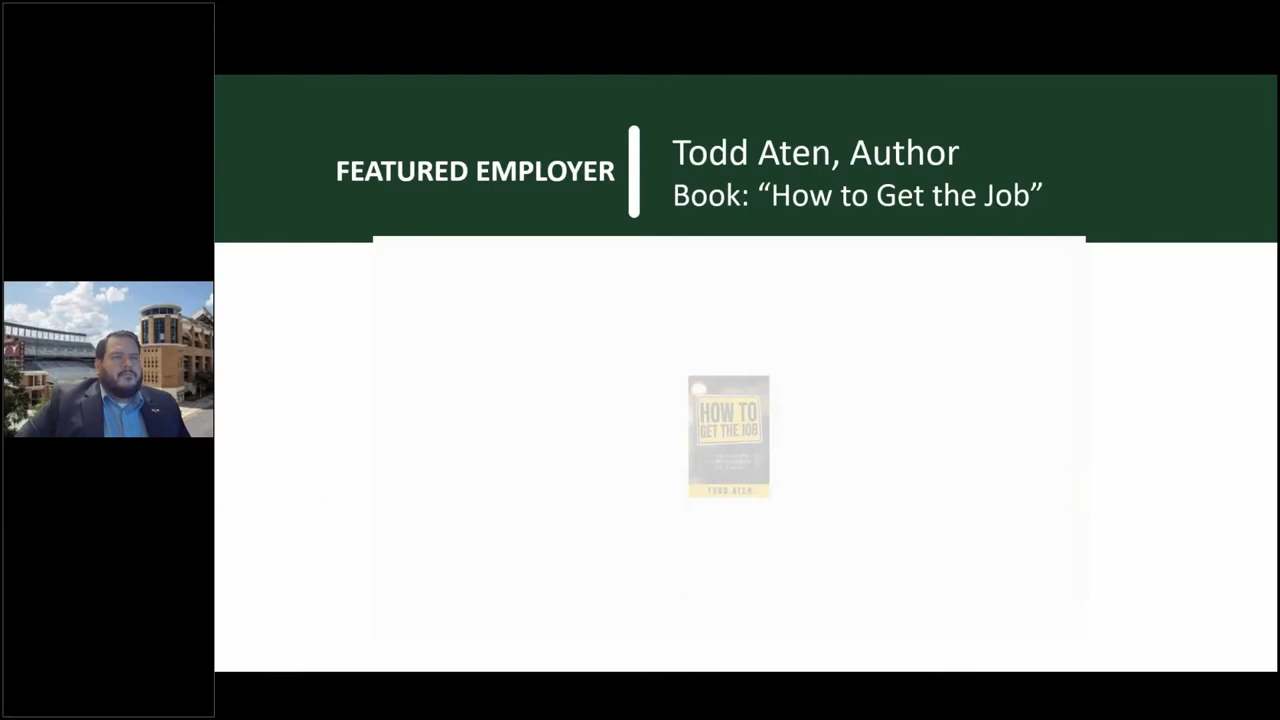 FEATURED EMPLOYER
Todd Aten, Author
Book: “How to Get the Job”
HOW TO
GET THE JOB
TODD ATEN